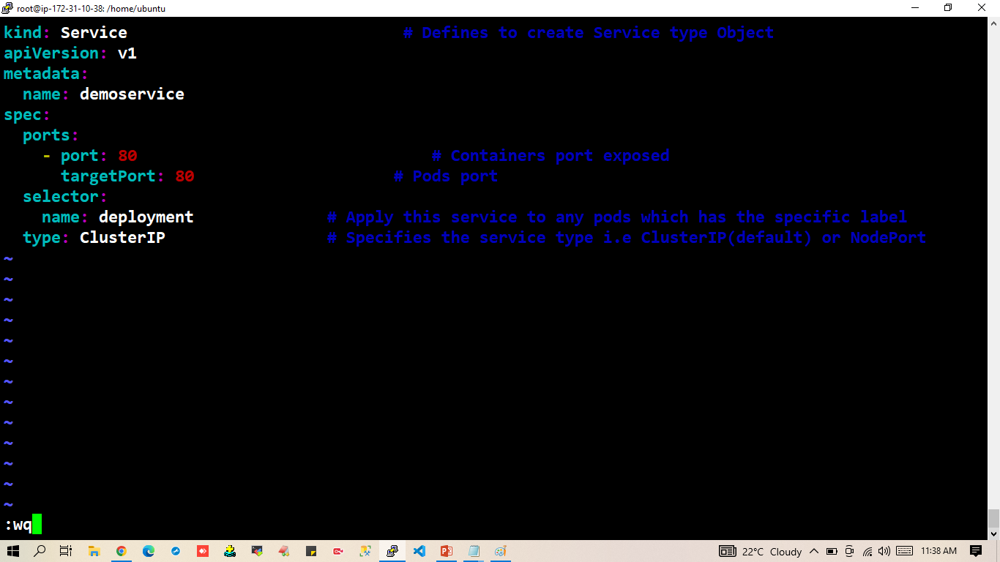 root@ip-172-31-10-38: /home/ubuntu
kind: Service # Defines to create Service type Object
apiVersion: v1
metadata:
  name: demoservice
spec:
  ports:
    - port: 80 # Containers port exposed
      targetPort: 80 # Pods port
  selector:
    name: deployment # Apply this service to any pods which has the specific label
  type: ClusterIP # Specifies the service type i.e ClusterIP(default) or NodePort
~
~
~
~
~
~
~
~
~
~
~
~
~
:wq
22°C Cloudy 11:38 AM